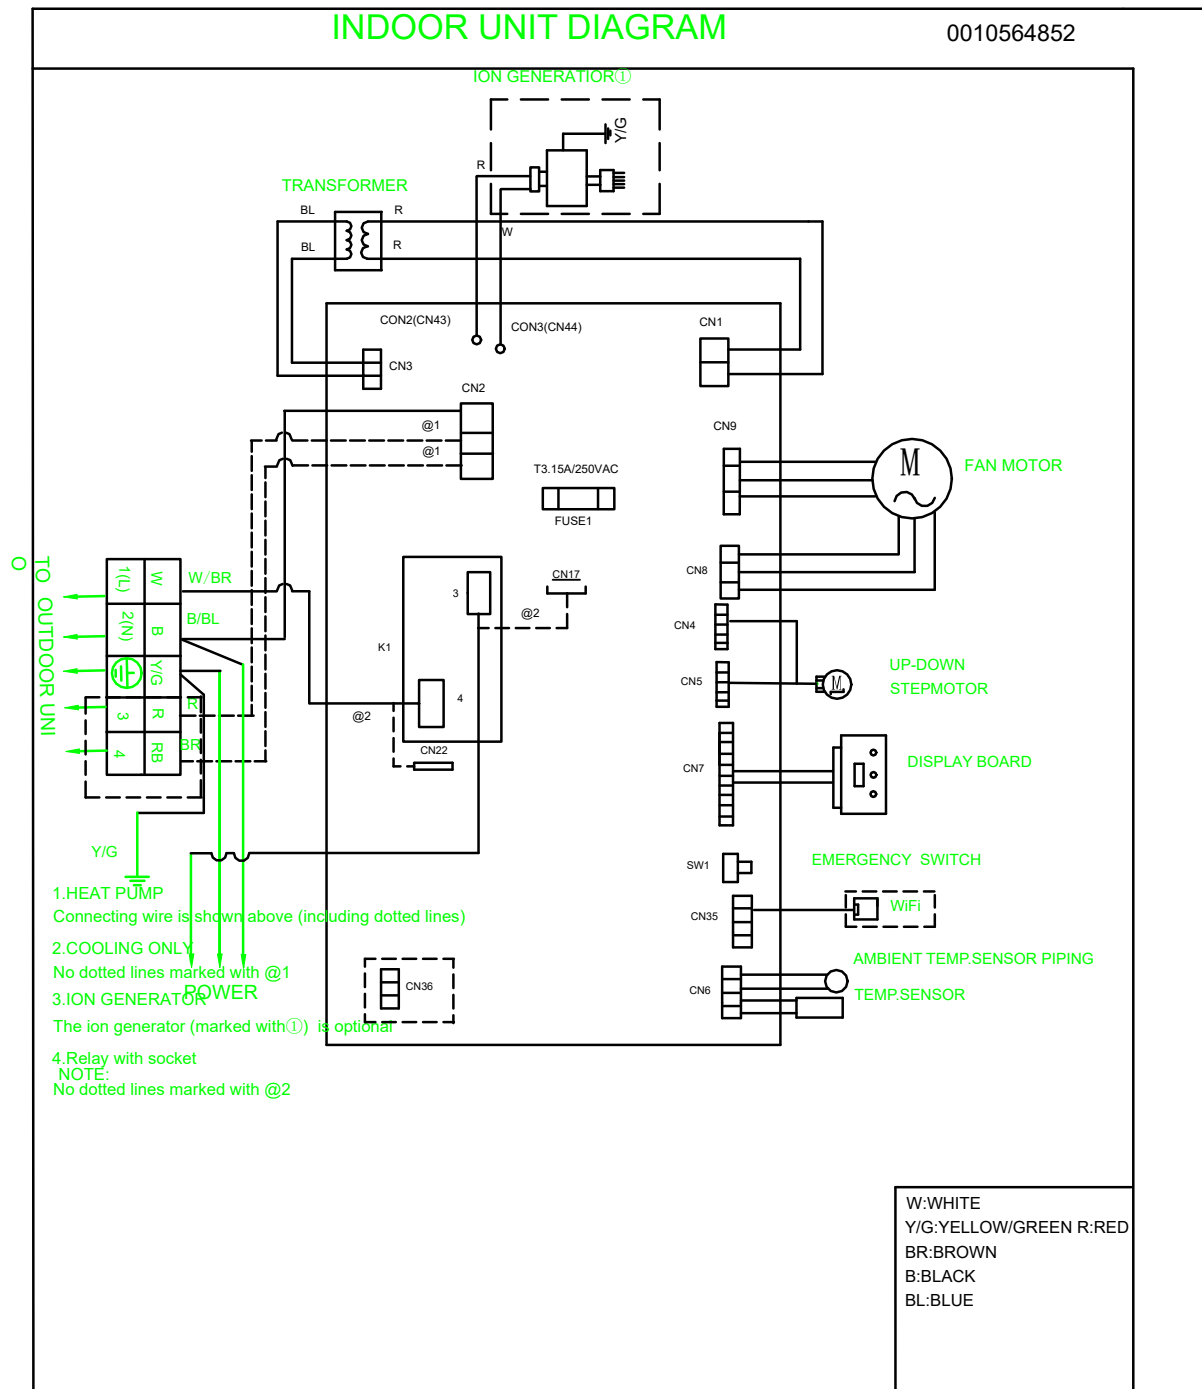 INDOOR UNIT DIAGRAM
0010564852
ION GENERATIOR①
Y/G
R
TRANSFORMER
BL
R
W
BL
R
CON2(CN43)
CON3(CN44)
CN1
CN3
CN2
@1
@1
CN9
T3.15A/250VAC
M
FAN MOTOR
FUSE1
TO OUTDOOR UNI
O
1(L)
W
W/BR
3
CN17
CN8
@2
2(N)
B
B/BL
K1
CN4
Y/G
CN5
M
UP-DOWN
STEPMOTOR
3
R
R
@2
4
4
RB
BR
CN22
CN7
DISPLAY BOARD
Y/G
SW1
EMERGENCY SWITCH
1.HEAT PUMP
Connecting wire is shown above (including dotted lines)
CN35
WiFi
2.COOLING ONLY
No dotted lines marked with @1
AMBIENT TEMP.SENSOR PIPING
POWER
CN36
CN6
TEMP.SENSOR
3.ION GENERATOR
The ion generator (marked with①) is optional
4.Relay with socket
NOTE:
No dotted lines marked with @2
W:WHITE
Y/G:YELLOW/GREEN R:RED
BR:BROWN
B:BLACK
BL:BLUE